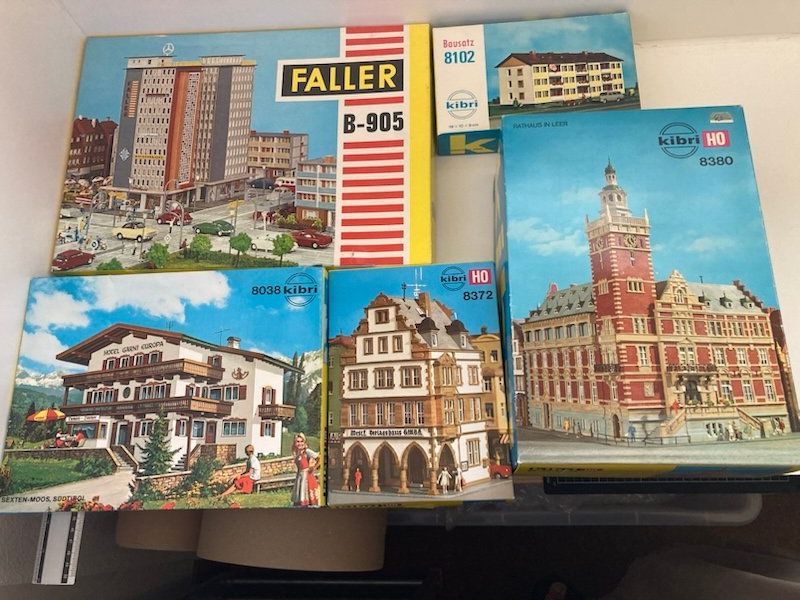 FALLER
B-905
Bausatz
8102
kibri
RATHAUS IN LEER
kibri HO
8380
8038 kibri
HOTEL GARNI EUROPA
SEXTEN-MOOS, SÜDTIROL
kibri HO
8372